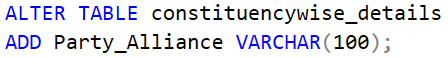 ALTER TABLE constituencywise_details
ADD Party_Alliance VARCHAR(100);